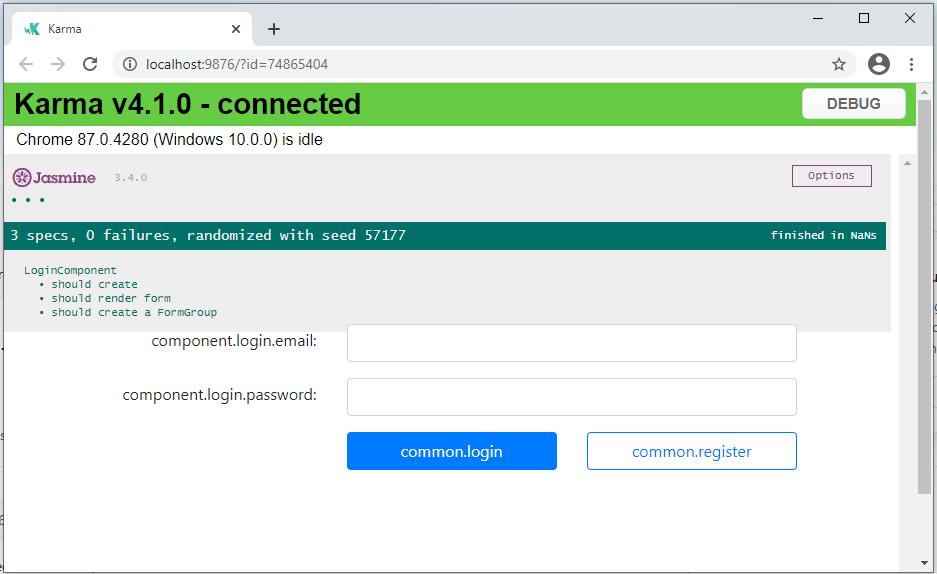 Karma
localhost:9876/?id=74865404
Karma v4.1.0 - connected
DEBUG
Chrome 87.0.4280 (Windows 10.0.0) is idle
Jasmine 3.4.0
Options
• • •
3 specs, 0 failures, randomized with seed 57177
finished in NaNs
LoginComponent
• should create
• should render form
• should create a FormGroup
component.login.email:
component.login.password:
common.login
common.register